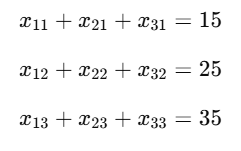 x₁₁ + x₂₁ + x₃₁ = 15
x₁₂ + x₂₂ + x₃₂ = 25
x₁₃ + x₂₃ + x₃₃ = 35